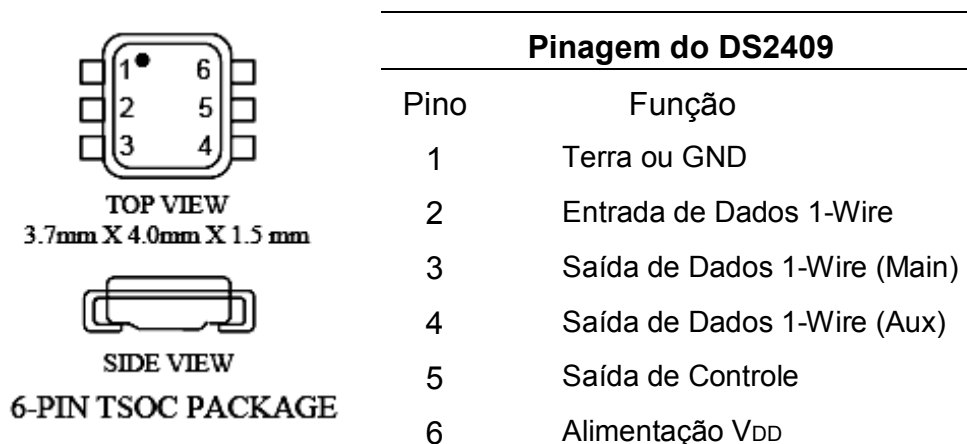 1 6
2 5
3 4
TOP VIEW
3.7mm X 4.0mm X 1.5 mm
SIDE VIEW
6-PIN TSOC PACKAGE
Pinagem do DS2409
Pino Função
1 Terra ou GND
2 Entrada de Dados 1-Wire
3 Saída de Dados 1-Wire (Main)
4 Saída de Dados 1-Wire (Aux)
5 Saída de Controle
6 Alimentação VDD